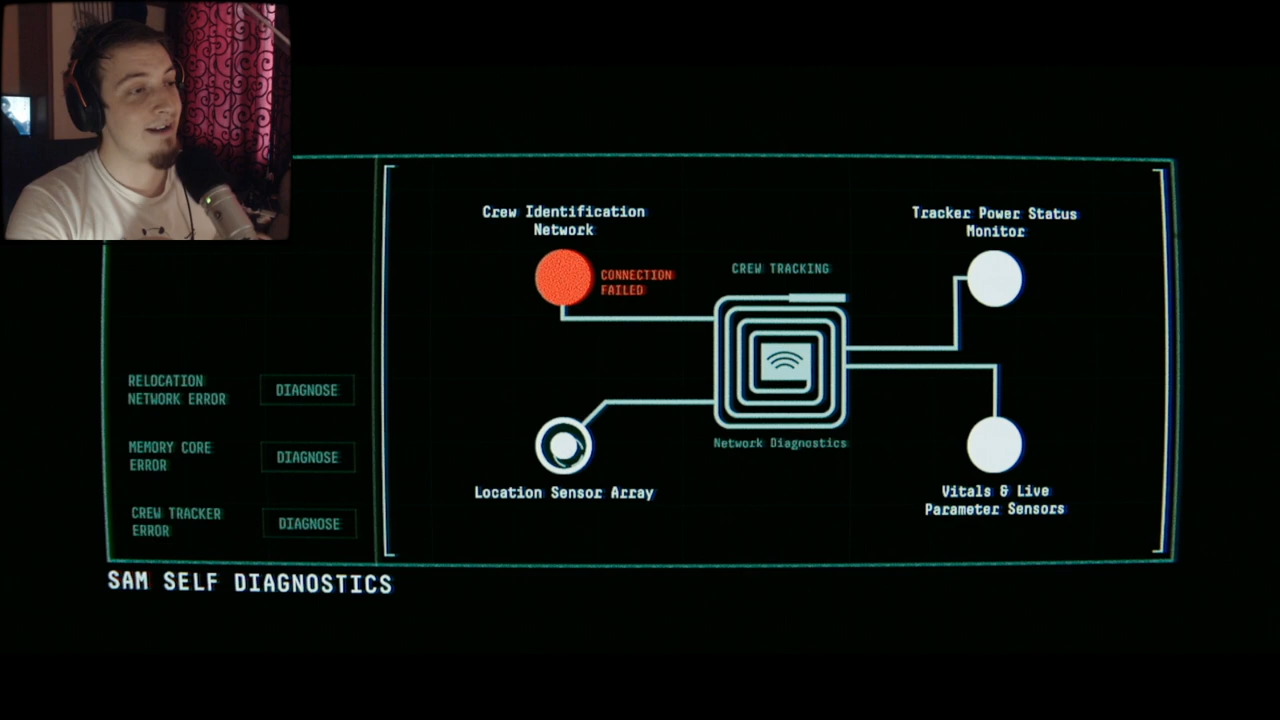 Crew Identification
Network
CONNECTION
FAILED
CREW TRACKING
Tracker Power Status
Monitor
RELOCATION
NETWORK ERROR
DIAGNOSE
MEMORY CORE
ERROR
DIAGNOSE
CREW TRACKER
ERROR
DIAGNOSE
Network Diagnostics
Location Sensor Array
Vitals & Live
Parameter Sensors
SAM SELF DIAGNOSTICS